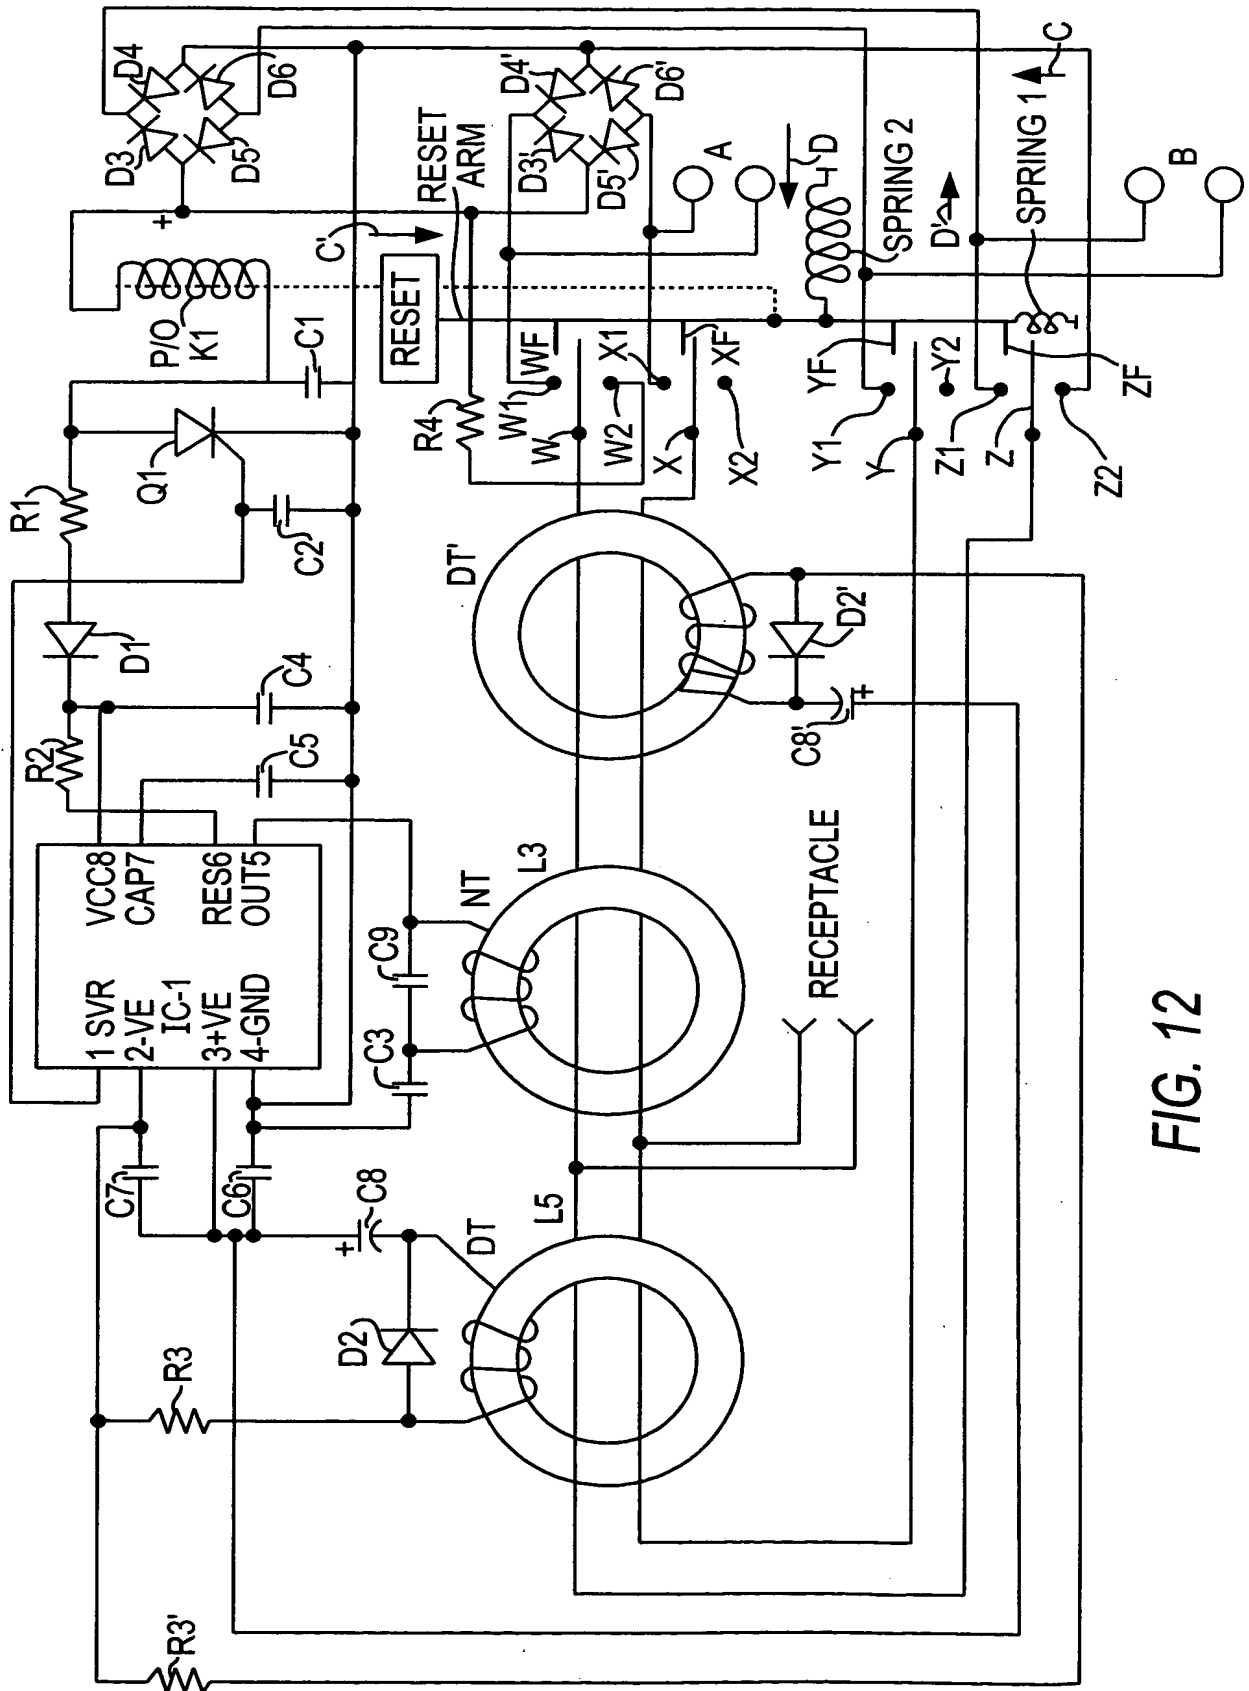 D4
D3
D6
D5
+
P/O
K1
C1
R1
Q1
C2
D1
C4
R2
C5
VCC8
CAP7
RES6
OUT5
1 SVR
2-VE
IC-1
3+VE
4-GND
C7
C6
C8
+
D2
R3
R3'
C3
C9
NT
L3
DT
L5
DT'
D2'
C8'
+
RECEPTACLE
C'
RESET
ARM
RESET
R4
D4'
D3'
D6'
D5'
A
W1
WF
W
W2
X1
X
XF
X2
D
SPRING 2
YF
Y1
Y
Y2
Z1
Z
Z2
ZF
D'
SPRING 1
C
B
FIG. 12